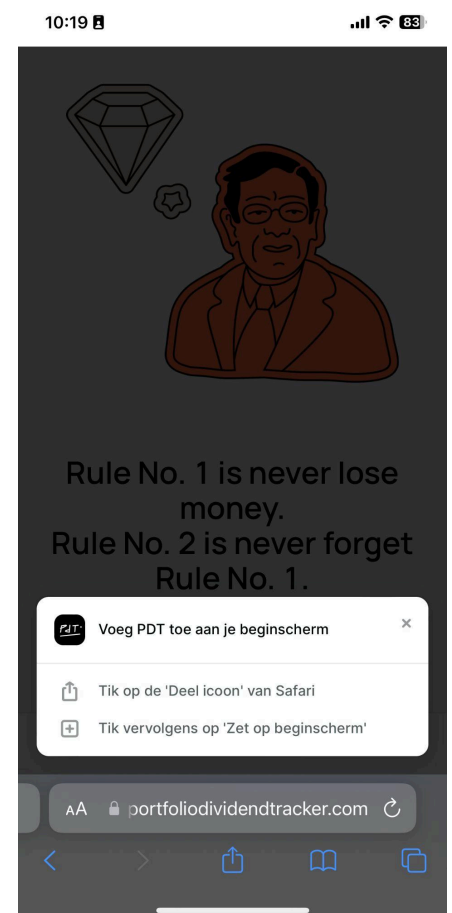 10:19
83
Rule No. 1 is never lose
money.
Rule No. 2 is never forget
Rule No. 1.
PDT
Voeg PDT toe aan je beginscherm
×
Tik op de 'Deel icoon' van Safari
Tik vervolgens op 'Zet op beginscherm'
AA portfoliodividendtracker.com